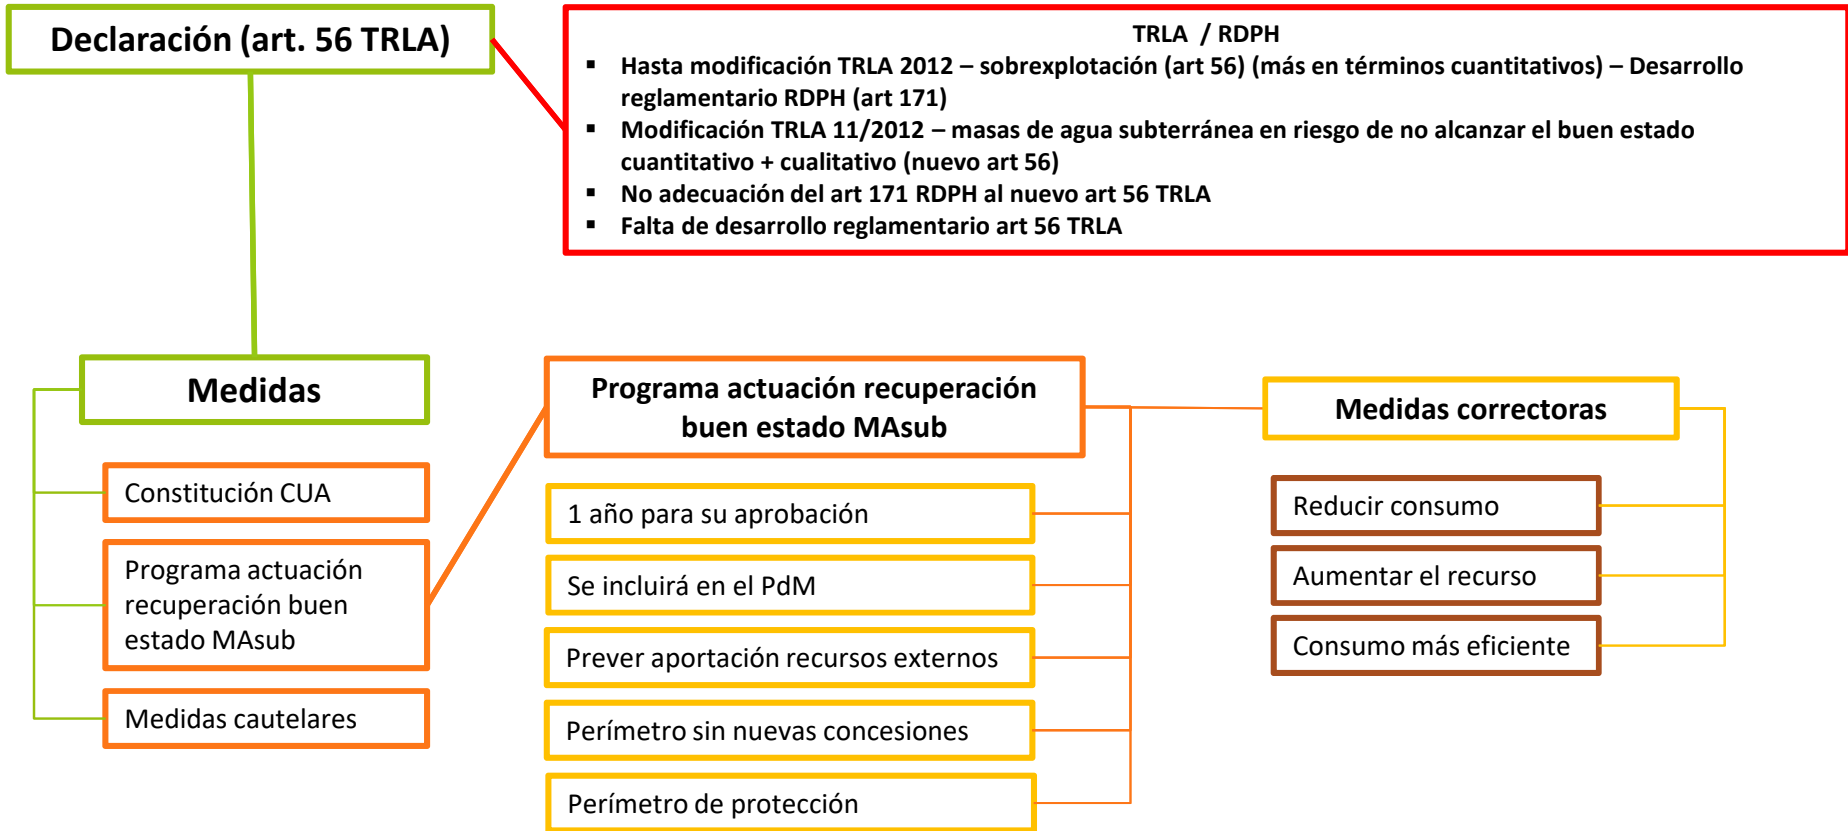 Declaración (art. 56 TRLA)
TRLA / RDPH
▪ Hasta modificación TRLA 2012 – sobrexplotación (art 56) (más en términos cuantitativos) – Desarrollo
reglamentario RDPH (art 171)
▪ Modificación TRLA 11/2012 – masas de agua subterránea en riesgo de no alcanzar el buen estado
cuantitativo + cualitativo (nuevo art 56)
▪ No adecuación del art 171 RDPH al nuevo art 56 TRLA
▪ Falta de desarrollo reglamentario art 56 TRLA
Medidas
Constitución CUA
Programa actuación
recuperación buen
estado MAsub
Medidas cautelares
Programa actuación recuperación
buen estado MAsub
1 año para su aprobación
Se incluirá en el PdM
Prever aportación recursos externos
Perímetro sin nuevas concesiones
Perímetro de protección
Medidas correctoras
Reducir consumo
Aumentar el recurso
Consumo más eficiente